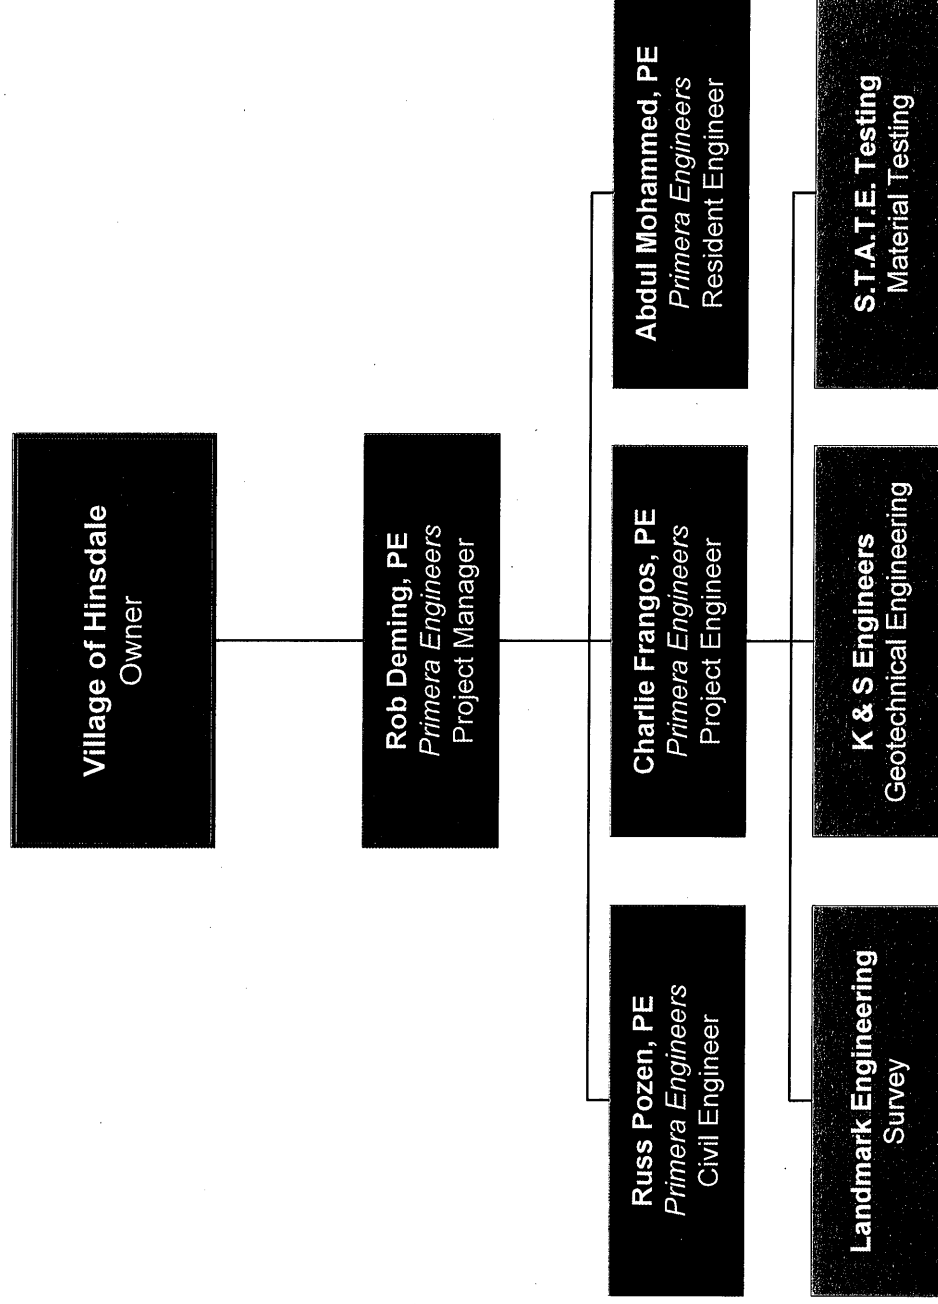 Village of Hinsdale
Owner
Rob Deming, PE
Primera Engineers
Project Manager
Russ Pozen, PE
Primera Engineers
Civil Engineer
Charlie Frangos, PE
Primera Engineers
Project Engineer
Abdul Mohammed, PE
Primera Engineers
Resident Engineer
Landmark Engineering
Survey
K & S Engineers
Geotechnical Engineering
S.T.A.T.E. Testing
Material Testing